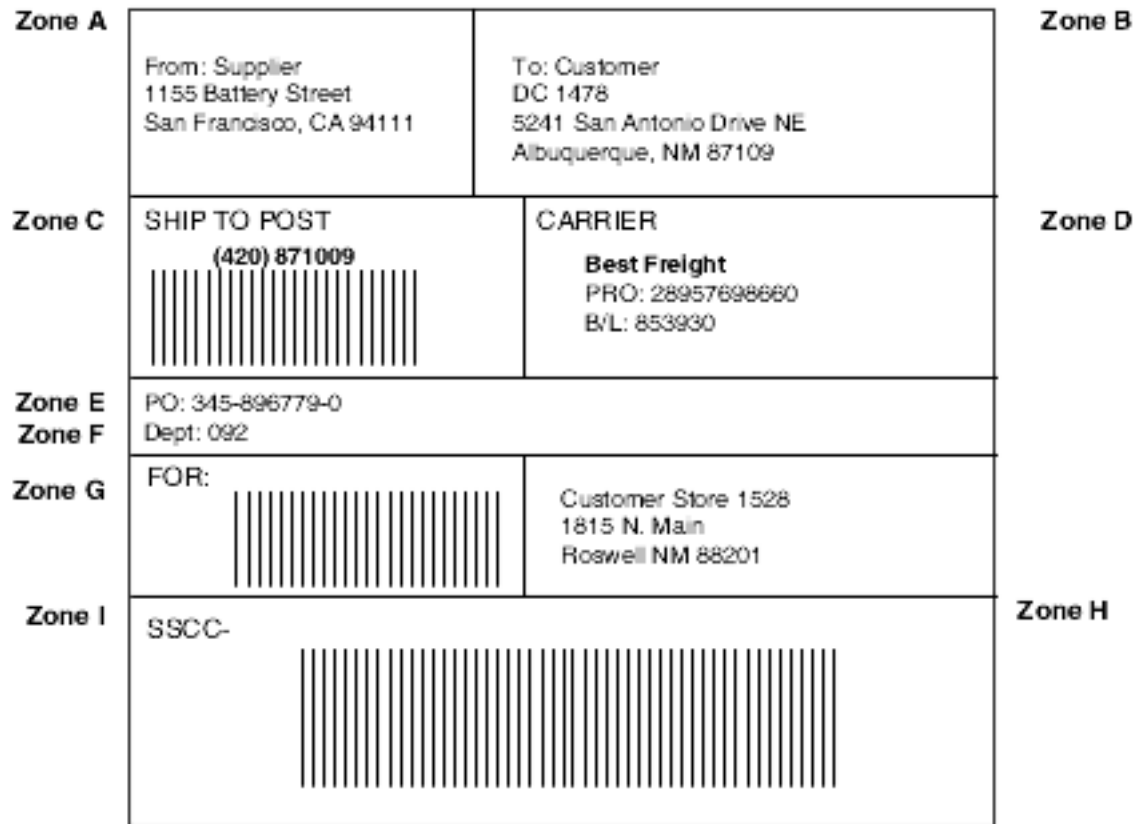 Zone A
Zone B
From: Supplier
1155 Battery Street
San Francisco, CA 94111
To: Customer
DC 1478
5241 San Antonio Drive NE
Albuquerque, NM 87109
Zone C
SHIP TO POST
(420) 871009
CARRIER
Best Freight
PRO: 28957698660
B/L: 853930
Zone D
Zone E
PO: 345-896779-0
Zone F
Dept: 092
Zone G
FOR:
Customer Store 1528
1815 N. Main
Roswell NM 88201
Zone I
Zone H
SSCC-